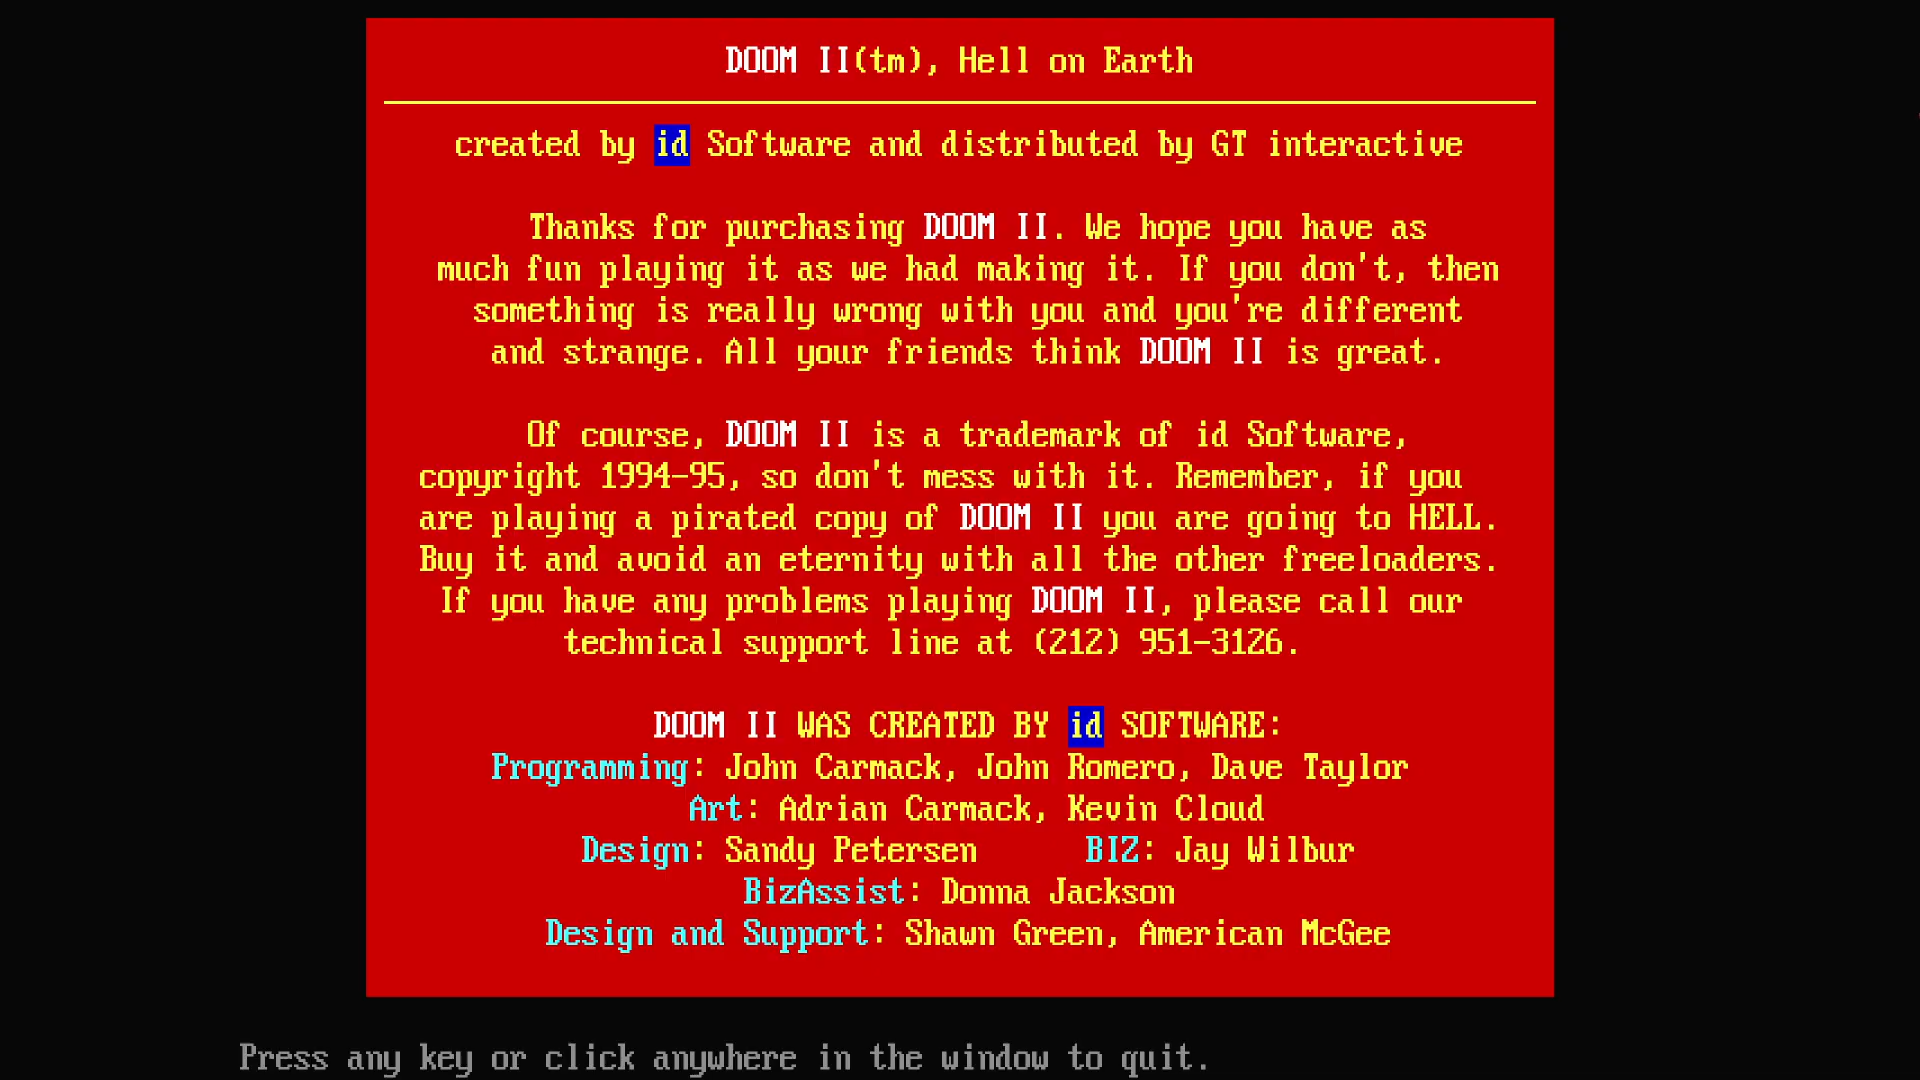 DOOM II(tm), Hell on Earth
created by id Software and distributed by GT interactive
Thanks for purchasing DOOM II. We hope you have as
much fun playing it as we had making it. If you don't, then
something is really wrong with you and you're different
and strange. All your friends think DOOM II is great.
Of course, DOOM II is a trademark of id Software,
copyright 1994-95, so don't mess with it. Remember, if you
are playing a pirated copy of DOOM II you are going to HELL.
Buy it and avoid an eternity with all the other freeloaders.
If you have any problems playing DOOM II, please call our
technical support line at (212) 951-3126.
DOOM II WAS CREATED BY id SOFTWARE:
Programming: John Carmack, John Romero, Dave Taylor
Art: Adrian Carmack, Kevin Cloud
Design: Sandy Petersen BIZ: Jay Wilbur
BizAssist: Donna Jackson
Design and Support: Shawn Green, American McGee
Press any key or click anywhere in the window to quit.